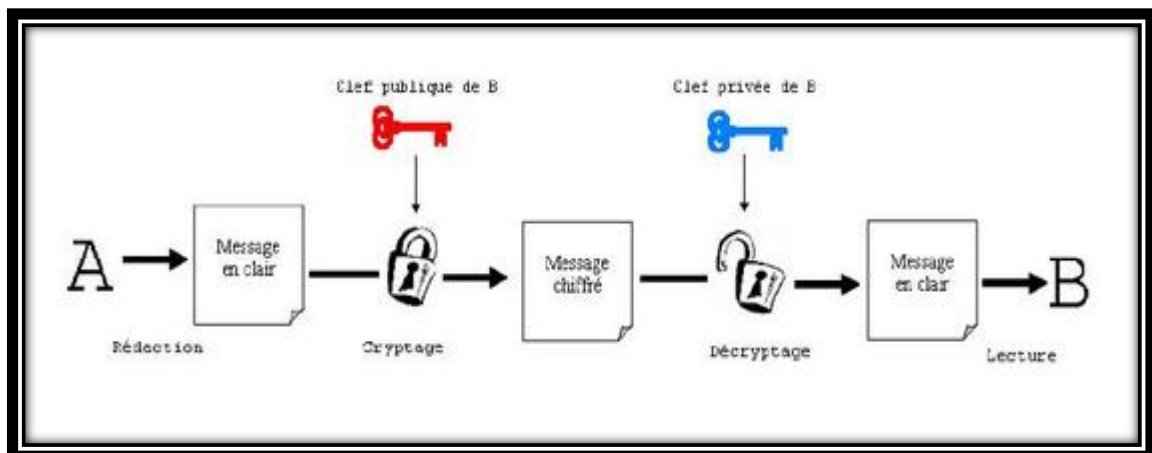 Clef publique de B
Clef privée de B
A
Message
en clair
Message
chiffré
Message
en clair
B
Rédaction
Cryptage
Décryptage
Lecture